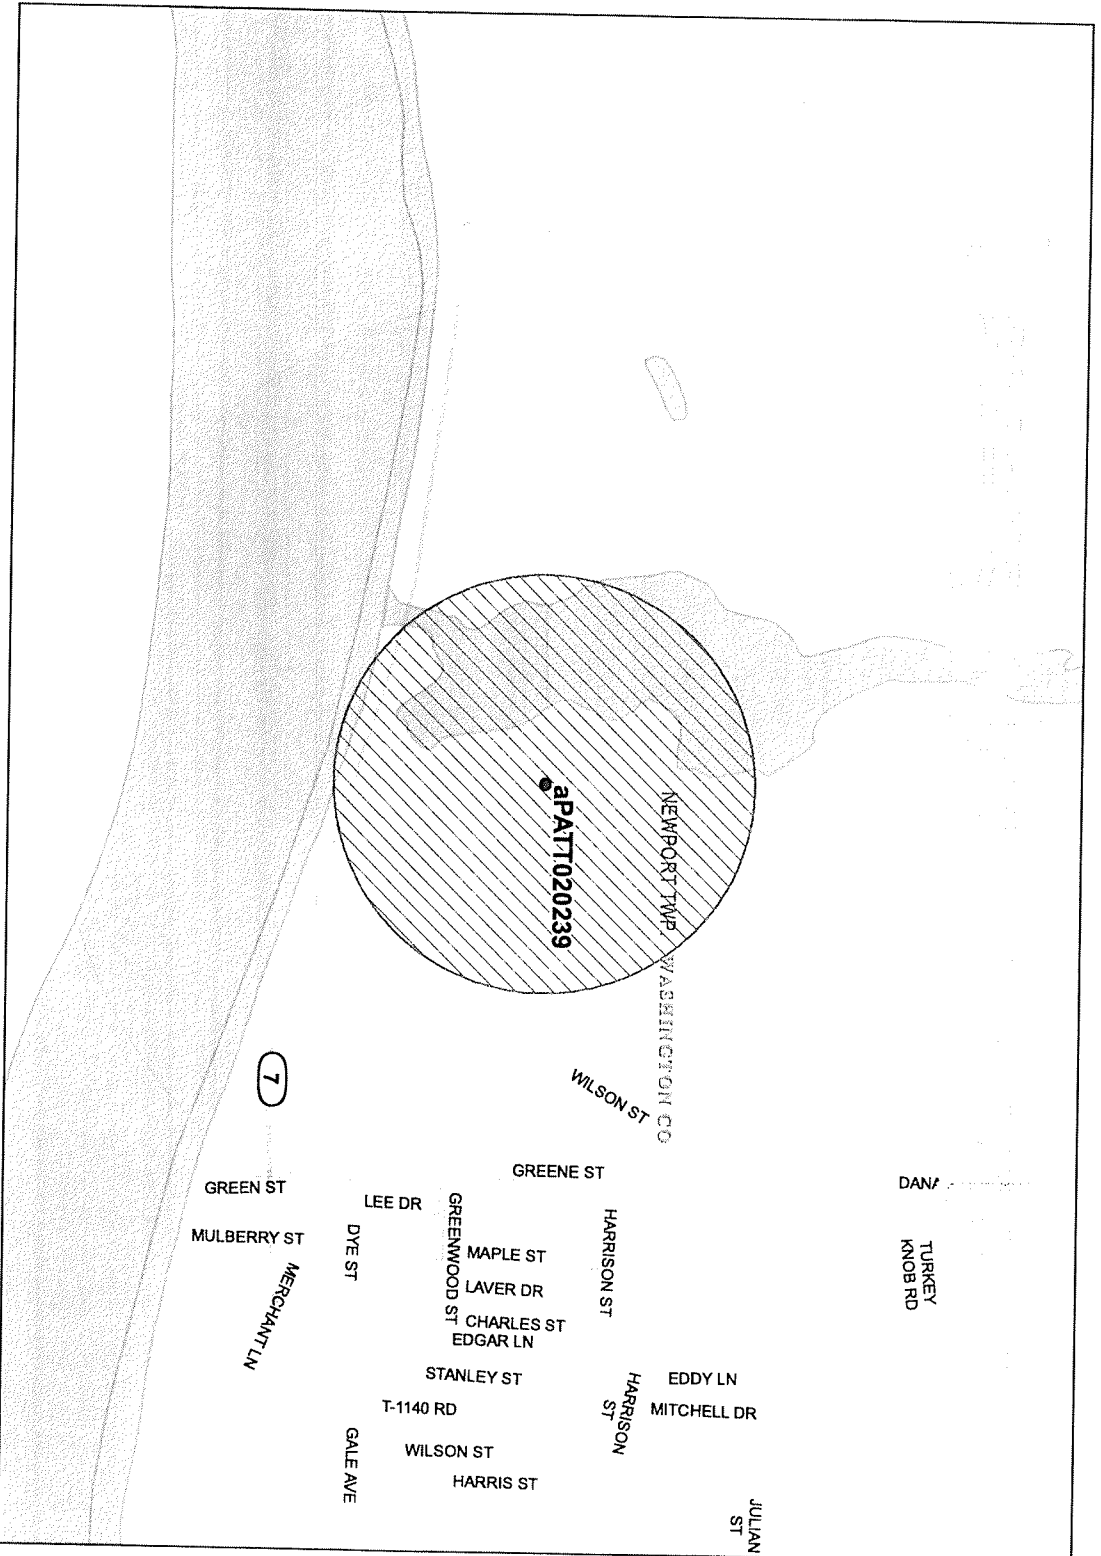 aPATT020239
NEWPORT TWP. WASHINGTON CO
WILSON ST
7
GREENE ST
GREEN ST
LEE DR
DANA
MULBERRY ST
DYE ST
GREENWOOD ST
MAPLE ST
HARRISON ST
TURKEY
KNOB RD
MERCHANT LN
LAVER DR
CHARLES ST
EDGAR LN
STANLEY ST
HARRISON
ST
EDDY LN
T-1140 RD
MITCHELL DR
GALE AVE
WILSON ST
HARRIS ST
JULIAN
ST